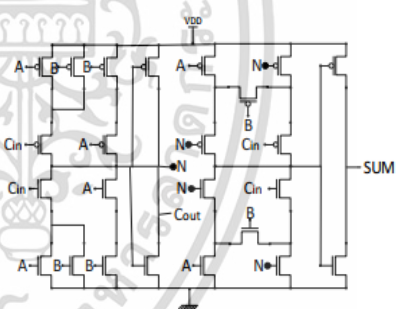 VDD
A B B A N
B
Cin A N Cin
N SUM
Cin A N Cin
Cout B
A B B A N